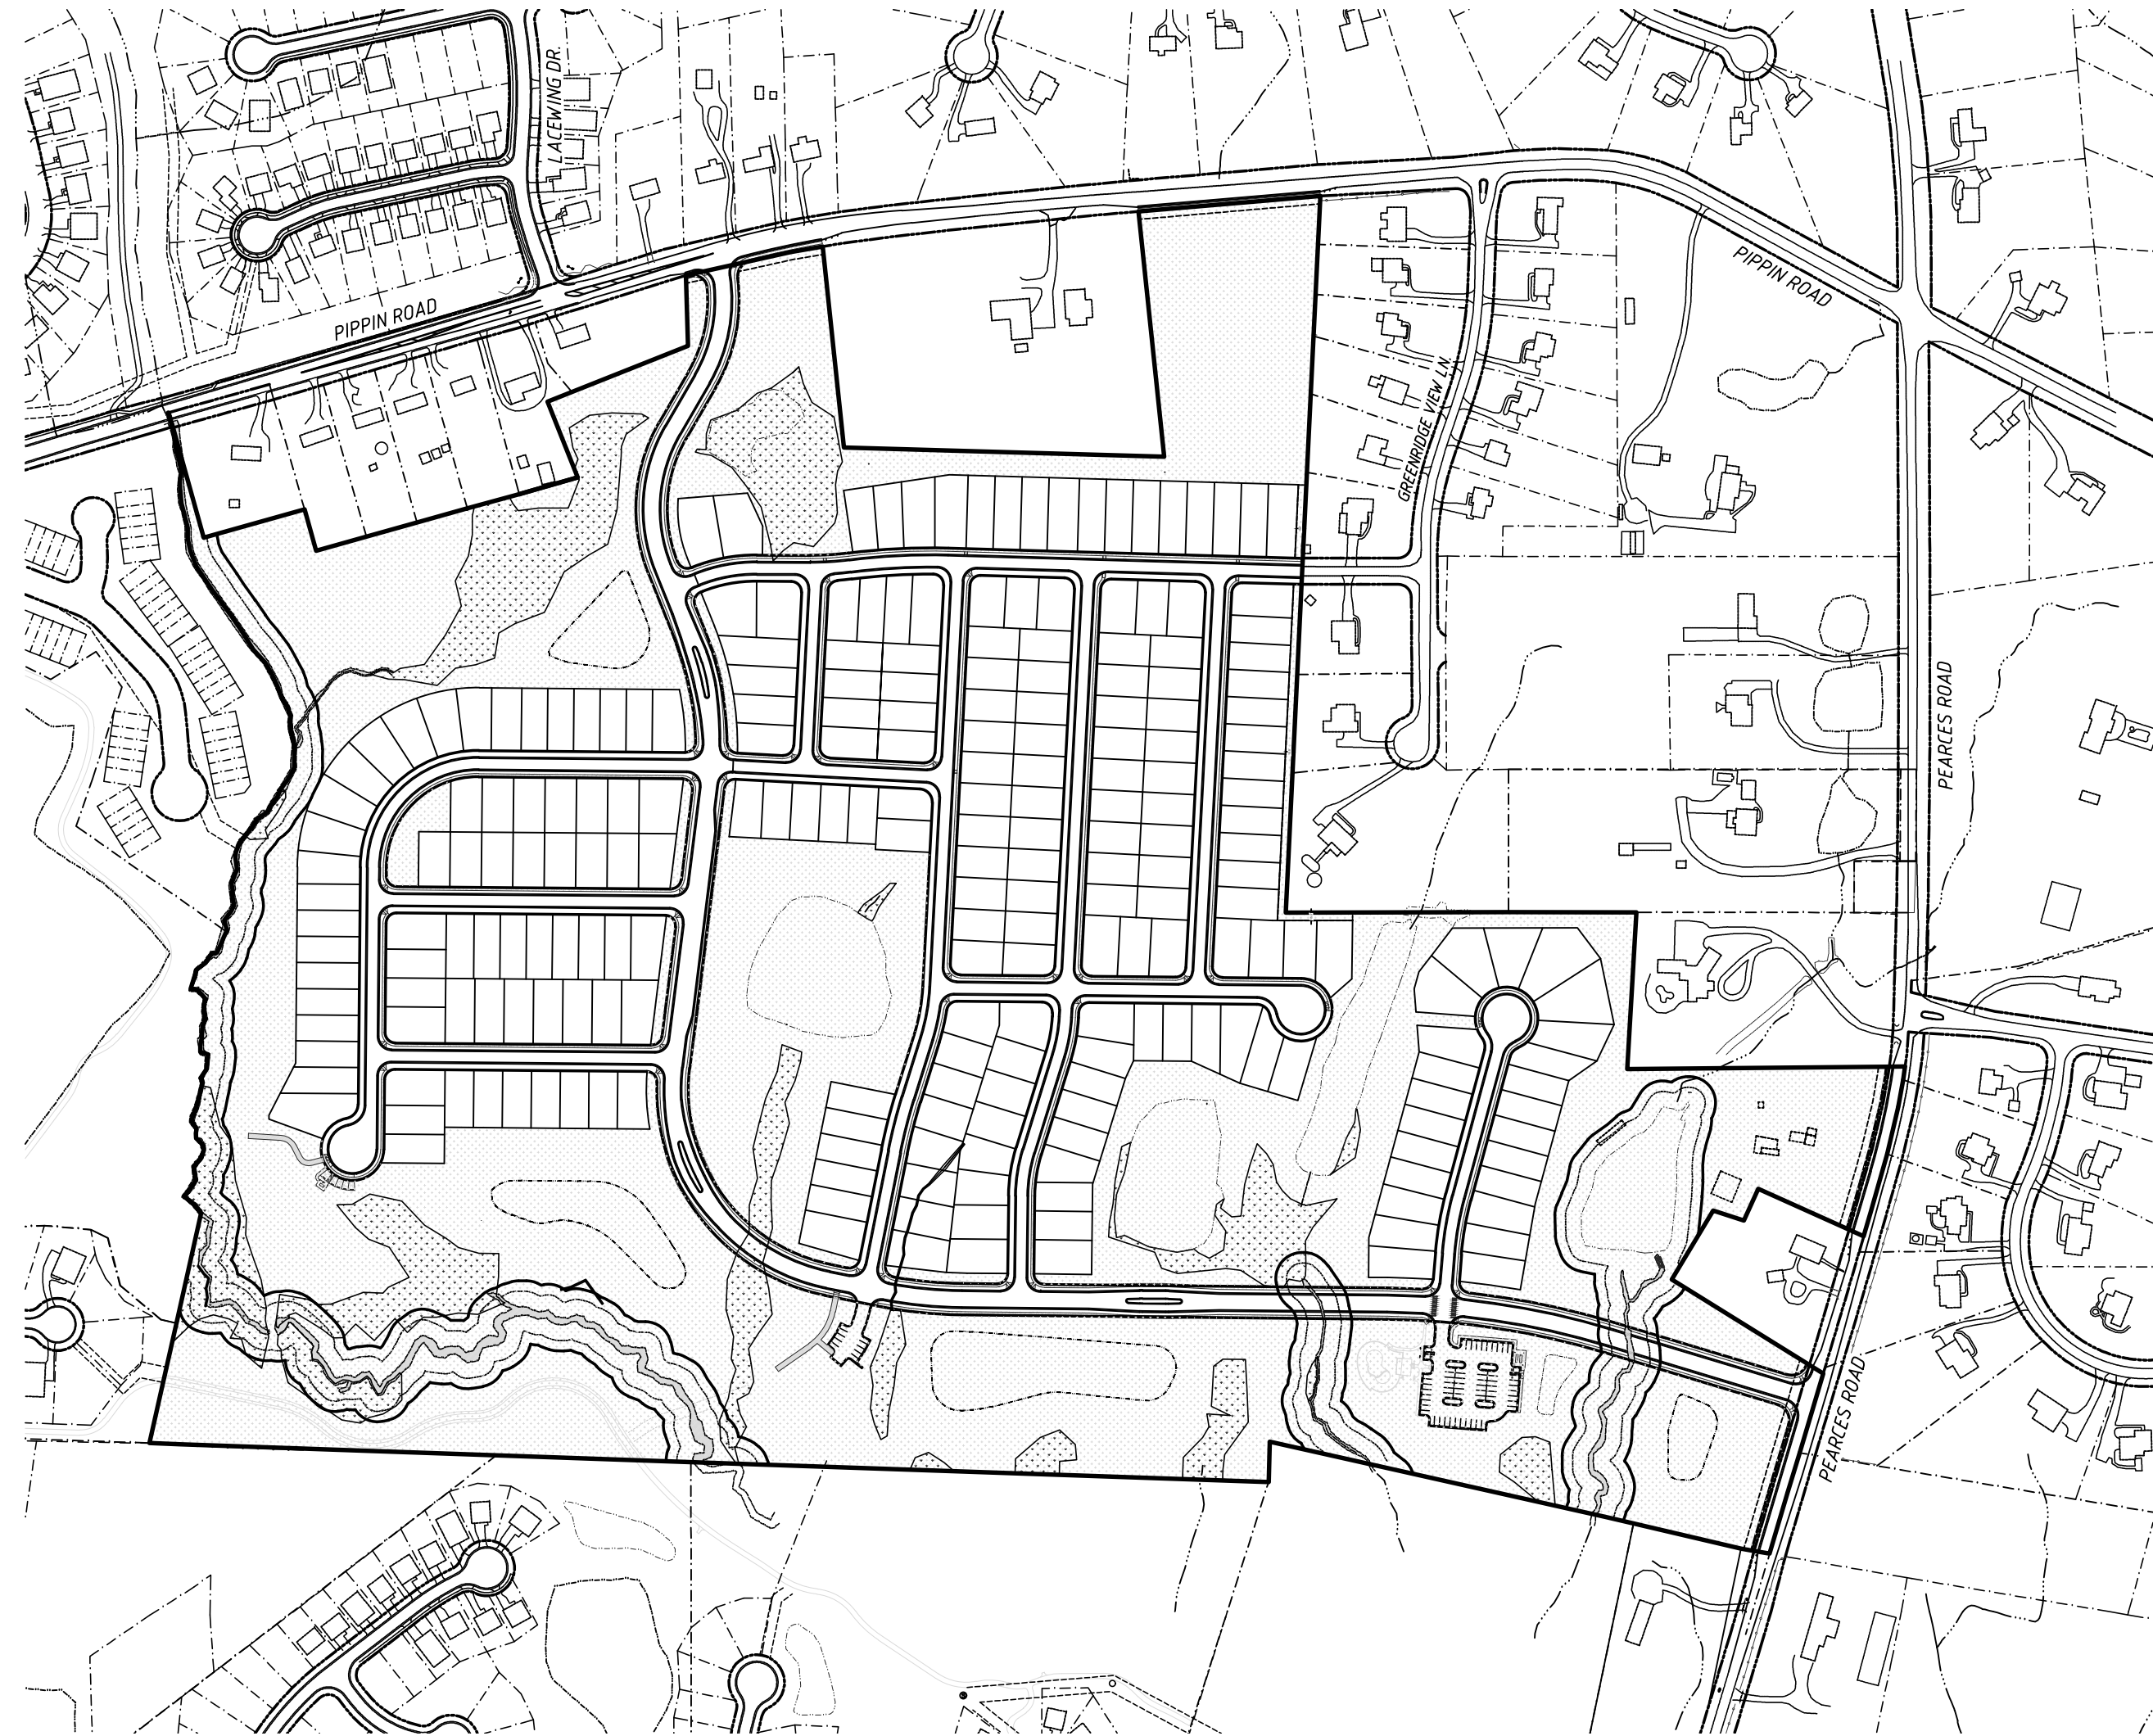 LACEWING DR.
PIPPIN ROAD
PIPPIN ROAD
GREENRIDGE VIEW LN.
PEARCES ROAD
PEARCES ROAD